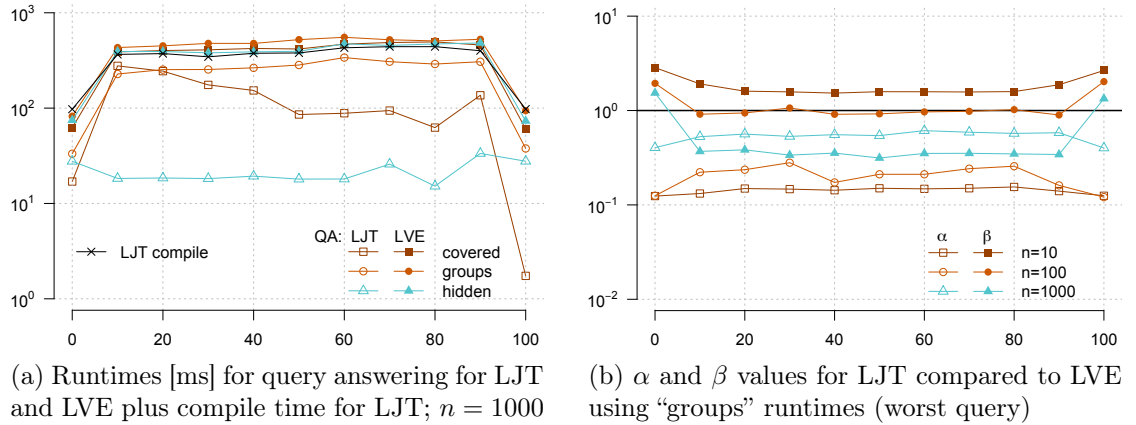 10³
10²
10¹
10⁰
0 20 40 60 80 100
LJT compile
QA: LJT LVE
covered
groups
hidden
(a) Runtimes [ms] for query answering for LJT
and LVE plus compile time for LJT; n = 1000
10¹
10⁰
10⁻¹
10⁻²
0 20 40 60 80 100
α β
n=10
n=100
n=1000
(b) α and β values for LJT compared to LVE
using “groups” runtimes (worst query)